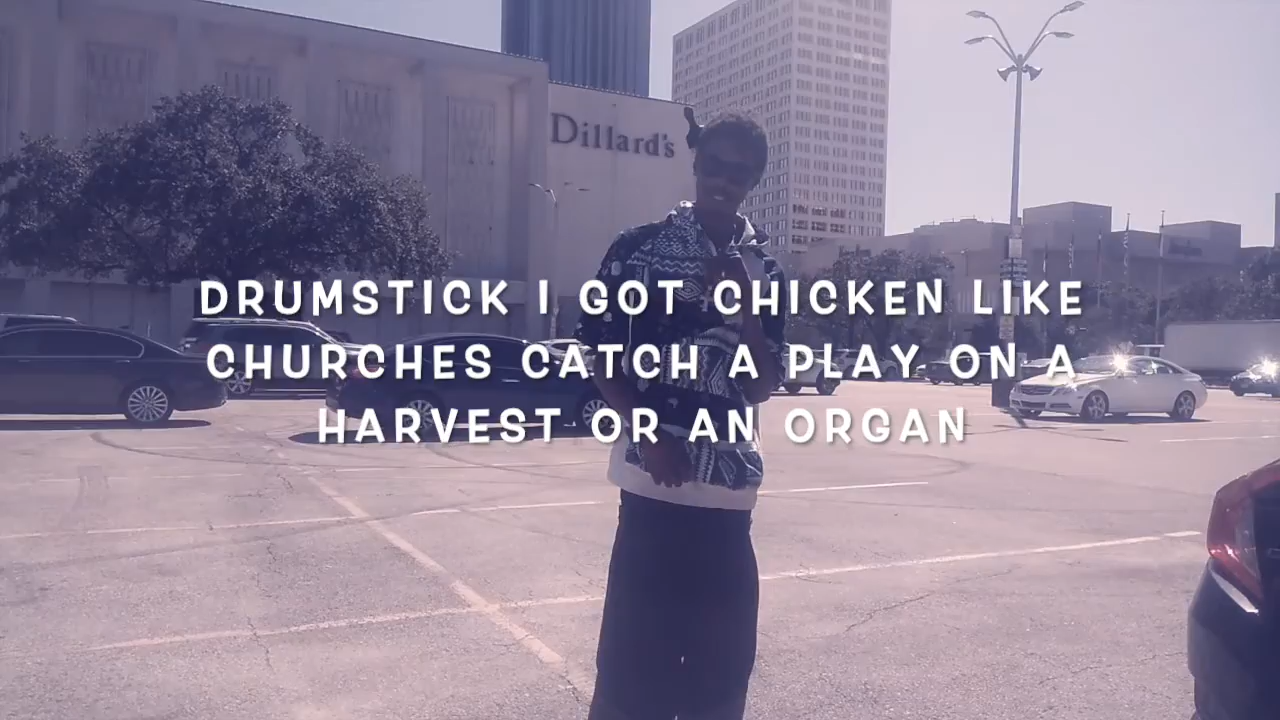 Dillard's
DRUMSTICK I GOT CHICKEN LIKE
CHURCHES CATCH A PLAY ON A
HARVEST OR AN ORGAN